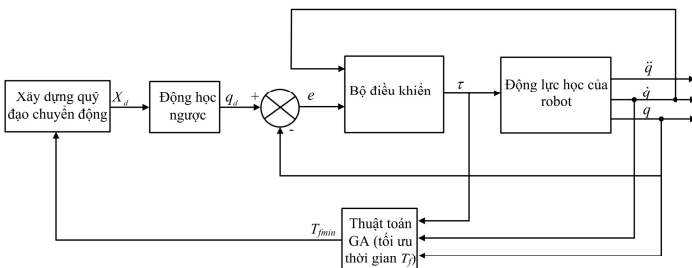 Xây dựng quỹ
đạo chuyển động
X_d
Động học
ngược
q_d
+
-
e
Bộ điều khiển
τ
Động lực học của
robot
q̈
q̇
q
T_fmin
Thuật toán
GA (tối ưu
thời gian T_f)